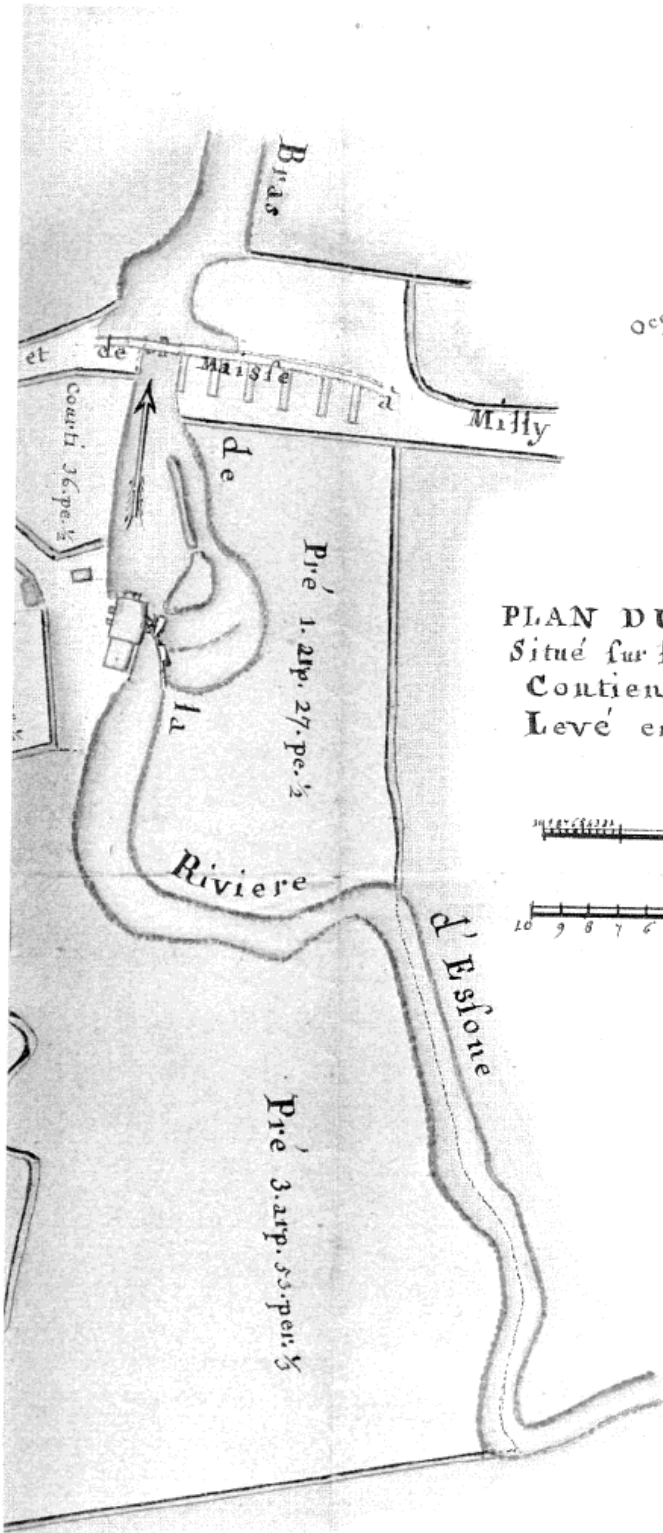 Bras
de
la
Riviere
d'Essone
et de Maisse à Milly
Courti 36.pe.½
Pré 1.arp. 27.pe.½
PLAN DU
Situé sur
Contien
Levé en
10 9 8 7 6
Pré 3.arp. 53.per.⅓